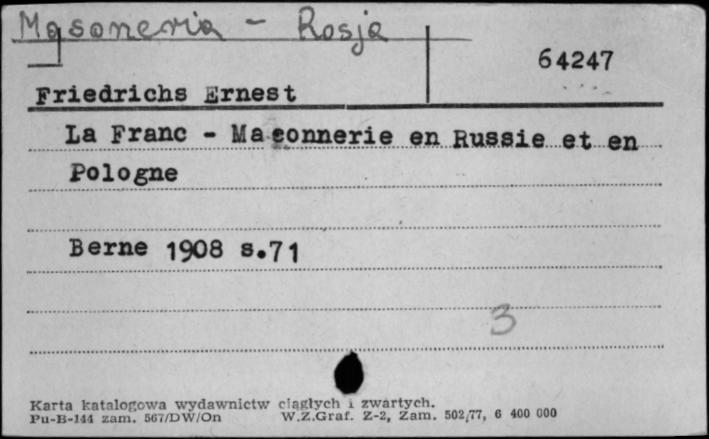 Masoneria - Rosja
64247
Friedrichs Ernest
La Franc - Maçonnerie en Russie et en
Pologne
Berne 1908 s.71
3
Karta katalogowa wydawnictw ciągłych i zwartych.
Pu-B-144 zam. 567/DW/On W.Z.Graf. Z-2, Zam. 502/77, 6 400 000